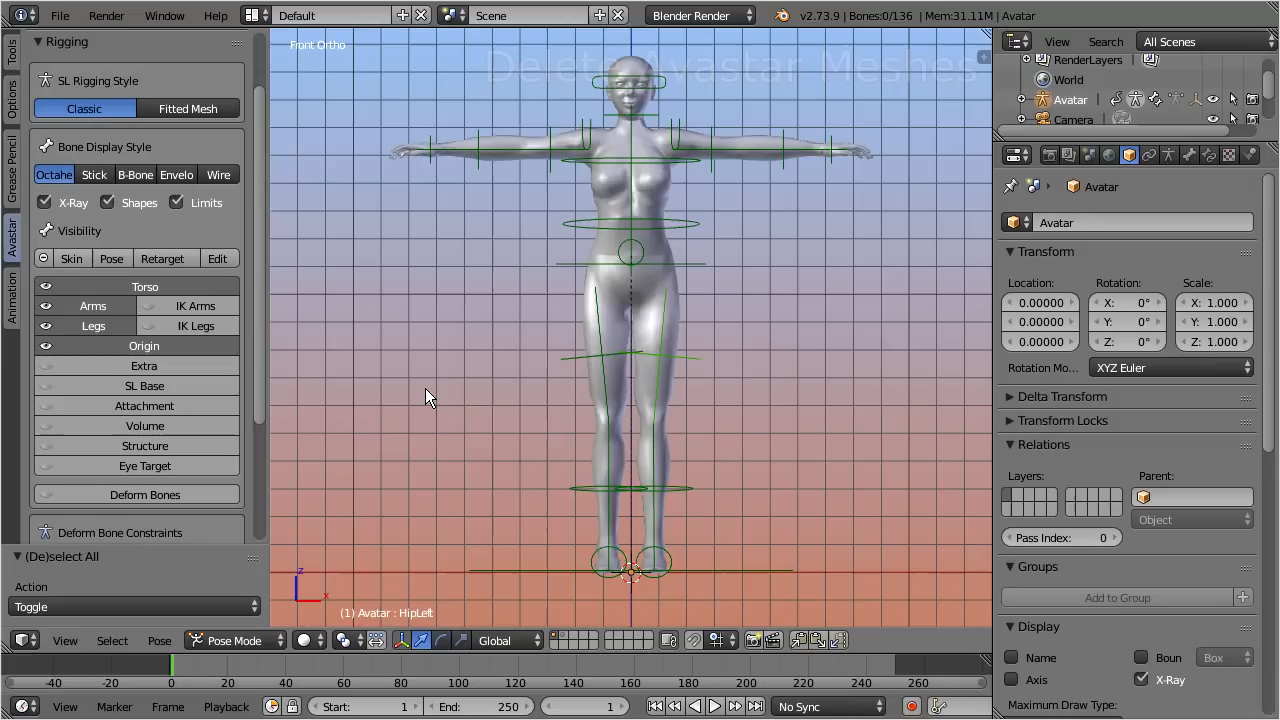 File Render Window Help Default Scene Blender Render v2.73.9 | Bones:0/136 | Mem:31.11M | Avatar
Rigging
SL Rigging Style
Classic Fitted Mesh
Bone Display Style
Octahe Stick B-Bone Envelo Wire
X-Ray Shapes Limits
Visibility
Skin Pose Retarget Edit
Torso
Arms IK Arms
Legs IK Legs
Origin
Extra
SL Base
Attachment
Volume
Structure
Eye Target
Deform Bones
Deform Bone Constraints
Tools
Options
Grease Pencil
Avastar
Animation
(De)select All
Action
Toggle
Front Ortho
Delete Avastar Meshes
z
x
(1) Avatar : HipLeft
View Select Pose Pose Mode Global
-40 -20 0 20 40 60 80 100 120 140 160 180 200 220 240 260
View Marker Frame Playback Start: 1 End: 250 1 No Sync
View Search All Scenes
RenderLayers
World
Avatar
Camera
Avatar
Avatar
Transform
Location: Rotation: Scale:
0.00000 X: 0° X: 1.000
0.00000 Y: 0° Y: 1.000
0.00000 Z: 0° Z: 1.000
Rotation Mo... XYZ Euler
Delta Transform
Transform Locks
Relations
Layers: Parent:
Object
Pass Index: 0
Groups
Add to Group
Display
Name Boun Box
Axis X-Ray
Maximum Draw Type: